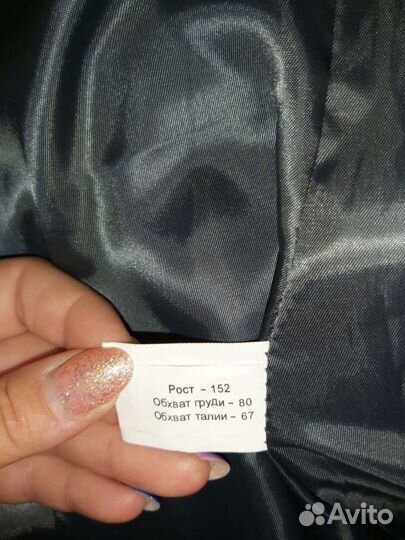 Рост - 152
Обхват груди - 80
Обхват талии - 67
Avito